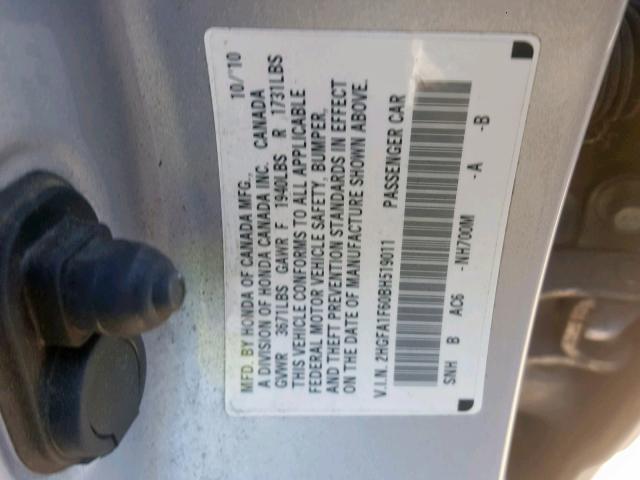 MFD. BY HONDA OF CANADA MFG., 10/'10
A DIVISION OF HONDA CANADA INC. CANADA
GVWR 3671LBS GAWR F 1940LBS R 1731LBS
THIS VEHICLE CONFORMS TO ALL APPLICABLE
FEDERAL MOTOR VEHICLE SAFETY, BUMPER,
AND THEFT PREVENTION STANDARDS IN EFFECT
ON THE DATE OF MANUFACTURE SHOWN ABOVE.
V.I.N. 2HGFA1F60BH519011 PASSENGER CAR
SNH B AC6 -NH700M -A -B